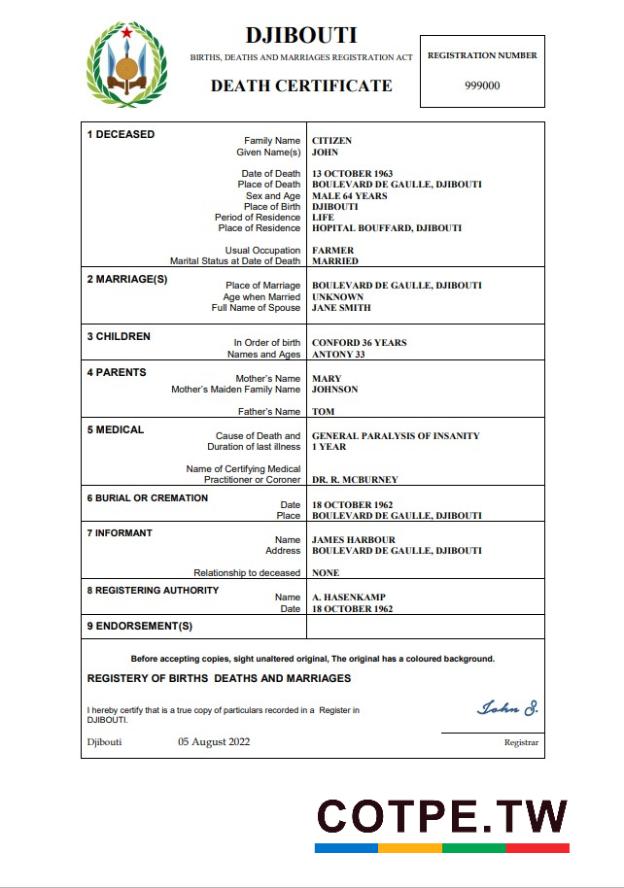 DJIBOUTI
BIRTHS, DEATHS AND MARRIAGES REGISTRATION ACT
DEATH CERTIFICATE
REGISTRATION NUMBER
999000
1 DECEASED
Family Name CITIZEN
Given Name(s) JOHN
Date of Death 13 OCTOBER 1963
Place of Death BOULEVARD DE GAULLE, DJIBOUTI
Sex and Age MALE 64 YEARS
Place of Birth DJIBOUTI
Period of Residence LIFE
Place of Residence HOPITAL BOUFFARD, DJIBOUTI
Usual Occupation FARMER
Marital Status at Date of Death MARRIED
2 MARRIAGE(S)
Place of Marriage BOULEVARD DE GAULLE, DJIBOUTI
Age when Married UNKNOWN
Full Name of Spouse JANE SMITH
3 CHILDREN
In Order of birth CONFORD 36 YEARS
Names and Ages ANTONY 33
4 PARENTS
Mother's Name MARY
Mother's Maiden Family Name JOHNSON
Father's Name TOM
5 MEDICAL
Cause of Death and GENERAL PARALYSIS OF INSANITY
Duration of last illness 1 YEAR
Name of Certifying Medical
Practitioner or Coroner DR. R. MCBURNEY
6 BURIAL OR CREMATION
Date 18 OCTOBER 1962
Place BOULEVARD DE GAULLE, DJIBOUTI
7 INFORMANT
Name JAMES HARBOUR
Address BOULEVARD DE GAULLE, DJIBOUTI
Relationship to deceased NONE
8 REGISTERING AUTHORITY
Name A. HASENKAMP
Date 18 OCTOBER 1962
9 ENDORSEMENT(S)
Before accepting copies, sight unaltered original, The original has a coloured background.
REGISTERY OF BIRTHS DEATHS AND MARRIAGES
I hereby certify that is a true copy of particulars recorded in a Register in
DJIBOUTI.
John S.
Djibouti 05 August 2022
Registrar
COTPE.TW